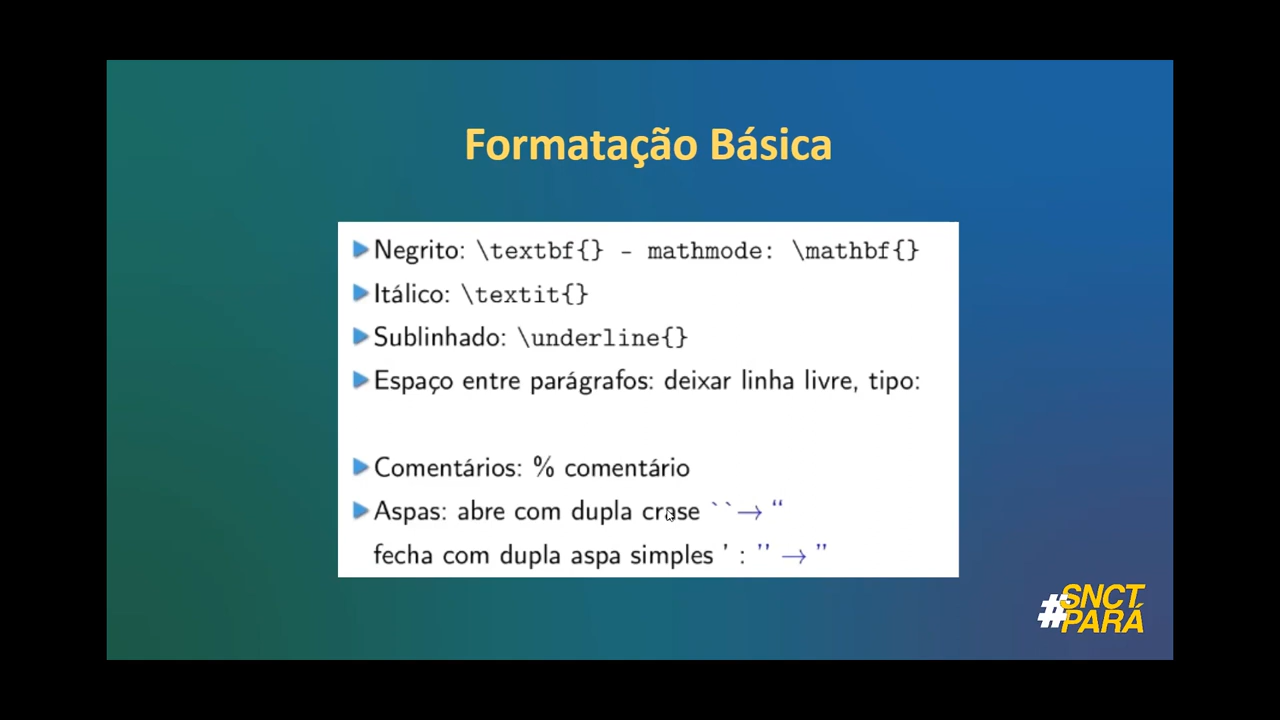 Formatação Básica
Negrito: \textbf{} - mathmode: \mathbf{}
Itálico: \textit{}
Sublinhado: \underline{}
Espaço entre parágrafos: deixar linha livre, tipo:
Comentários: % comentário
Aspas: abre com dupla crase ``→ “
fecha com dupla aspa simples ' : '' → ”
#SNCT
PARÁ